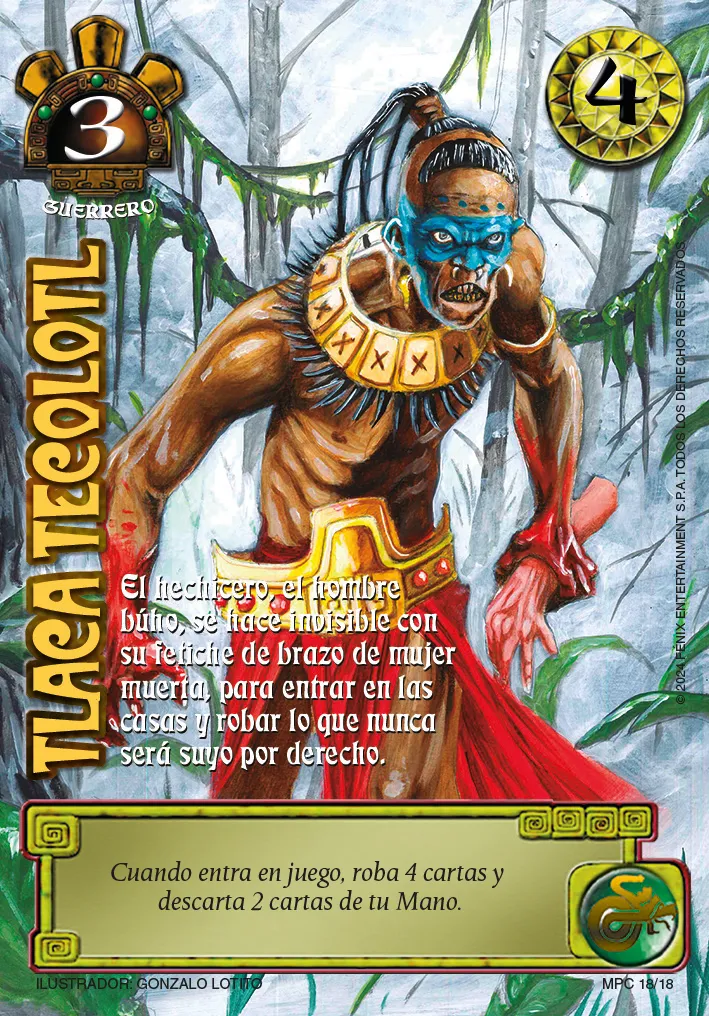 3
4
GUERRERO
TLACA TECOLOTL
El hechicero, el hombre
búho, se hace invisible con
su fetiche de brazo de mujer
muerta, para entrar en las
casas y robar lo que nunca
será suyo por derecho.
© 2024 FÉNIX ENTERTAINMENT S.P.A. TODOS LOS DERECHOS RESERVADOS
Cuando entra en juego, roba 4 cartas y
descarta 2 cartas de tu Mano.
ILUSTRADOR: GONZALO LOTITO
MPC 18/18